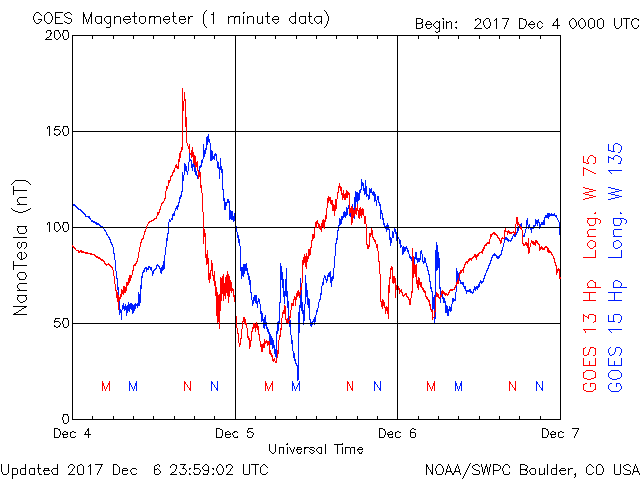 GOES Magnetometer (1 minute data)
Begin: 2017 Dec 4 0000 UTC
200
150
100
50
0
NanoTesla (nT)
M M N N M M N N M M N N
Dec 4 Dec 5 Dec 6 Dec 7
Universal Time
GOES 13 Hp Long. W 75
GOES 15 Hp Long. W 135
Updated 2017 Dec 6 23:59:02 UTC
NOAA/SWPC Boulder, CO USA